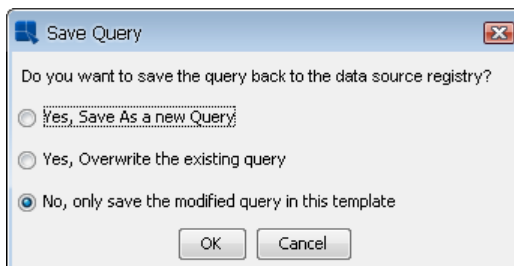 Save Query
Do you want to save the query back to the data source registry?
Yes, Save As a new Query
Yes, Overwrite the existing query
No, only save the modified query in this template
OK Cancel